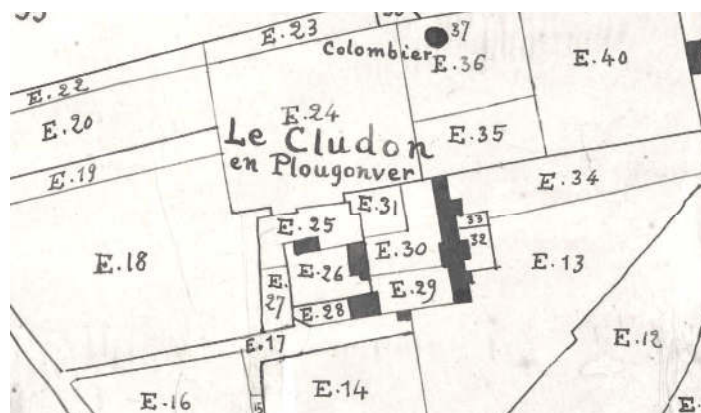 E.23
37
Colombier
E.36
E.40
E.22
E.20
E.24
Le Cludon
en Plougonver
E.35
E.19
E.34
E.31
E.25
33
32
E.18
E.30
E.13
E.26
E.27
E.29
E.28
E.17
E.12
E.16
15
E.14
E.